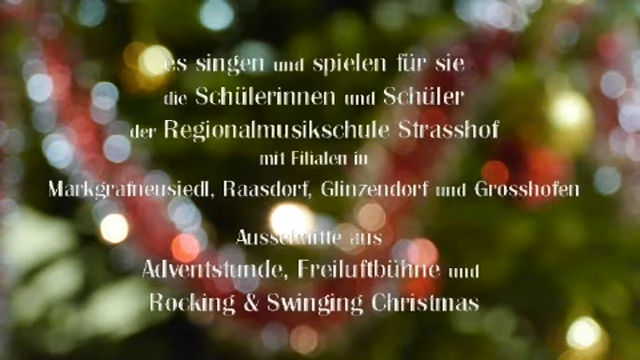 es singen und spielen für sie
die Schülerinnen und Schüler
der Regionalmusikschule Strasshof
mit Filialen in
Markgrafneusiedl, Raasdorf, Glinzendorf und Grosshofen
Ausschnitte aus
Adventstunde, Freiluftbühne und
Rocking & Swinging Christmas